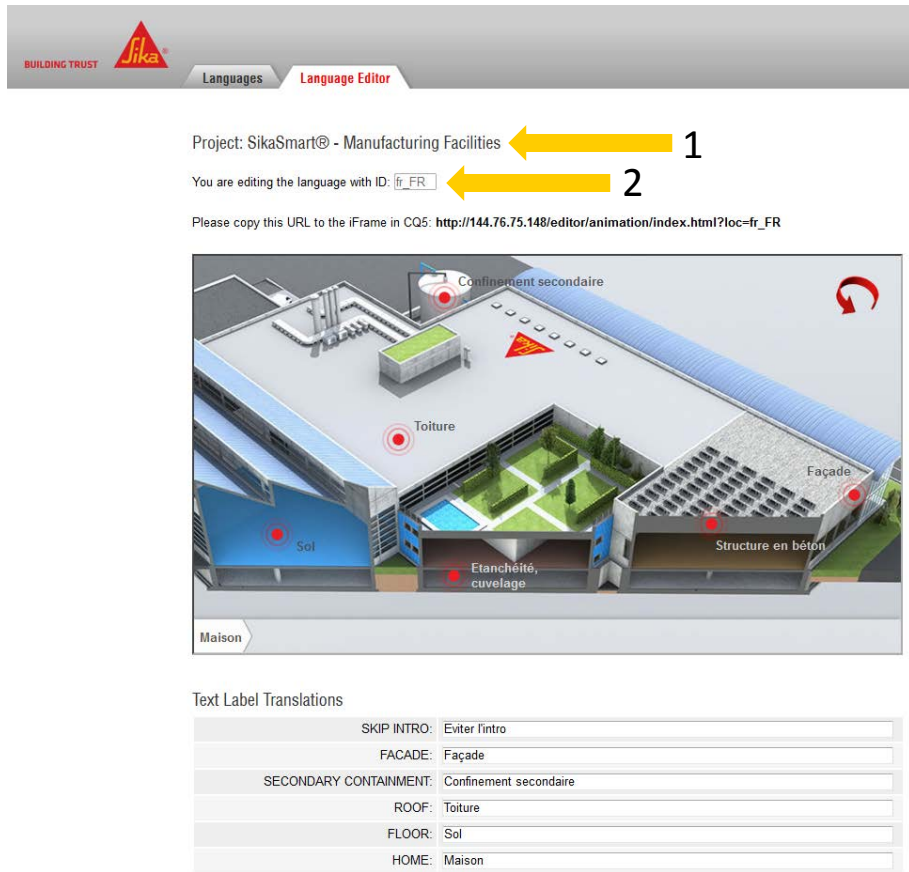 BUILDING TRUST
Sika®
Languages
Language Editor
Project: SikaSmart® - Manufacturing Facilities
1
You are editing the language with ID: fr_FR
2
Please copy this URL to the iFrame in CQ5: http://144.76.75.148/editor/animation/index.html?loc=fr_FR
Confinement secondaire
Sika
Toiture
Façade
Sol
Structure en béton
Etanchéité,
cuvelage
Maison
Text Label Translations
SKIP INTRO: Eviter l'intro
FACADE: Façade
SECONDARY CONTAINMENT: Confinement secondaire
ROOF: Toiture
FLOOR: Sol
HOME: Maison